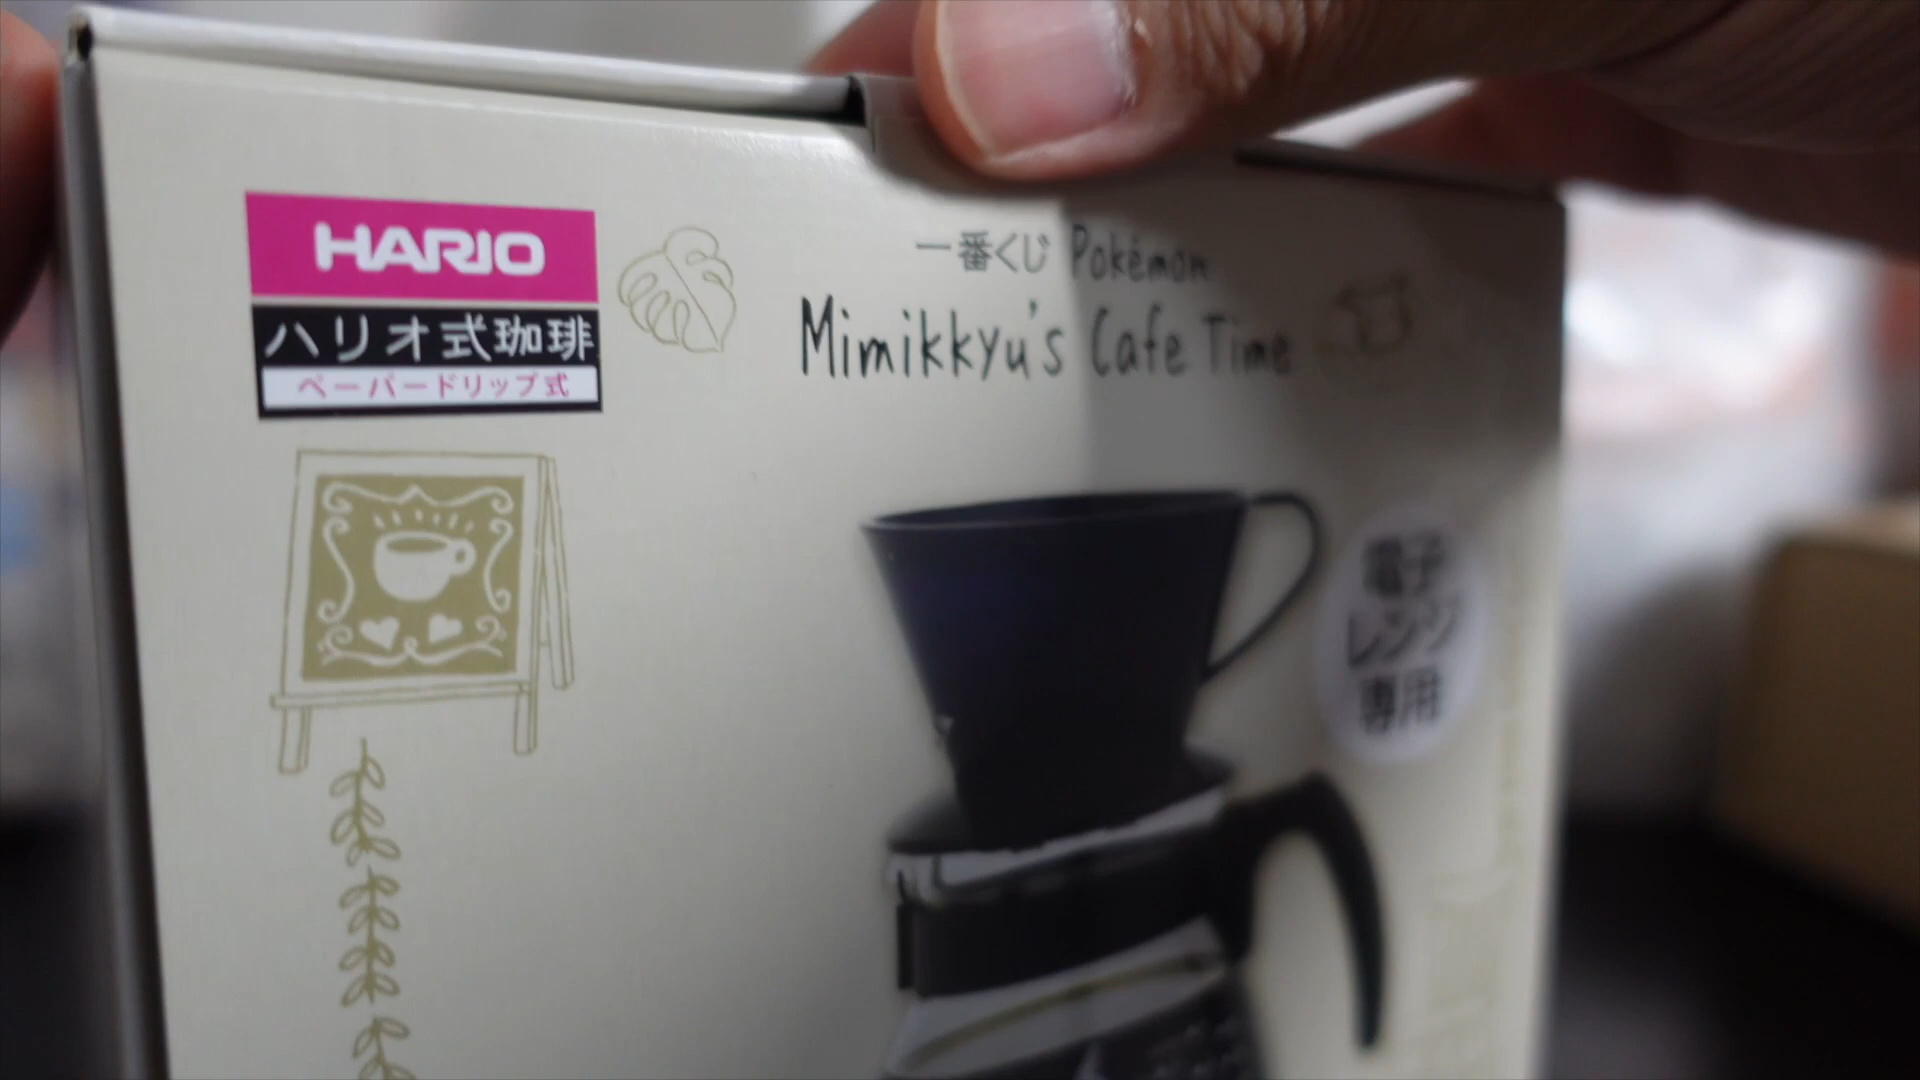 HARIO
ハリオ式珈琲
ペーパードリップ式
一番くじ Pokémon
Mimikkyu's Cafe Time
電子
レンジ
専用